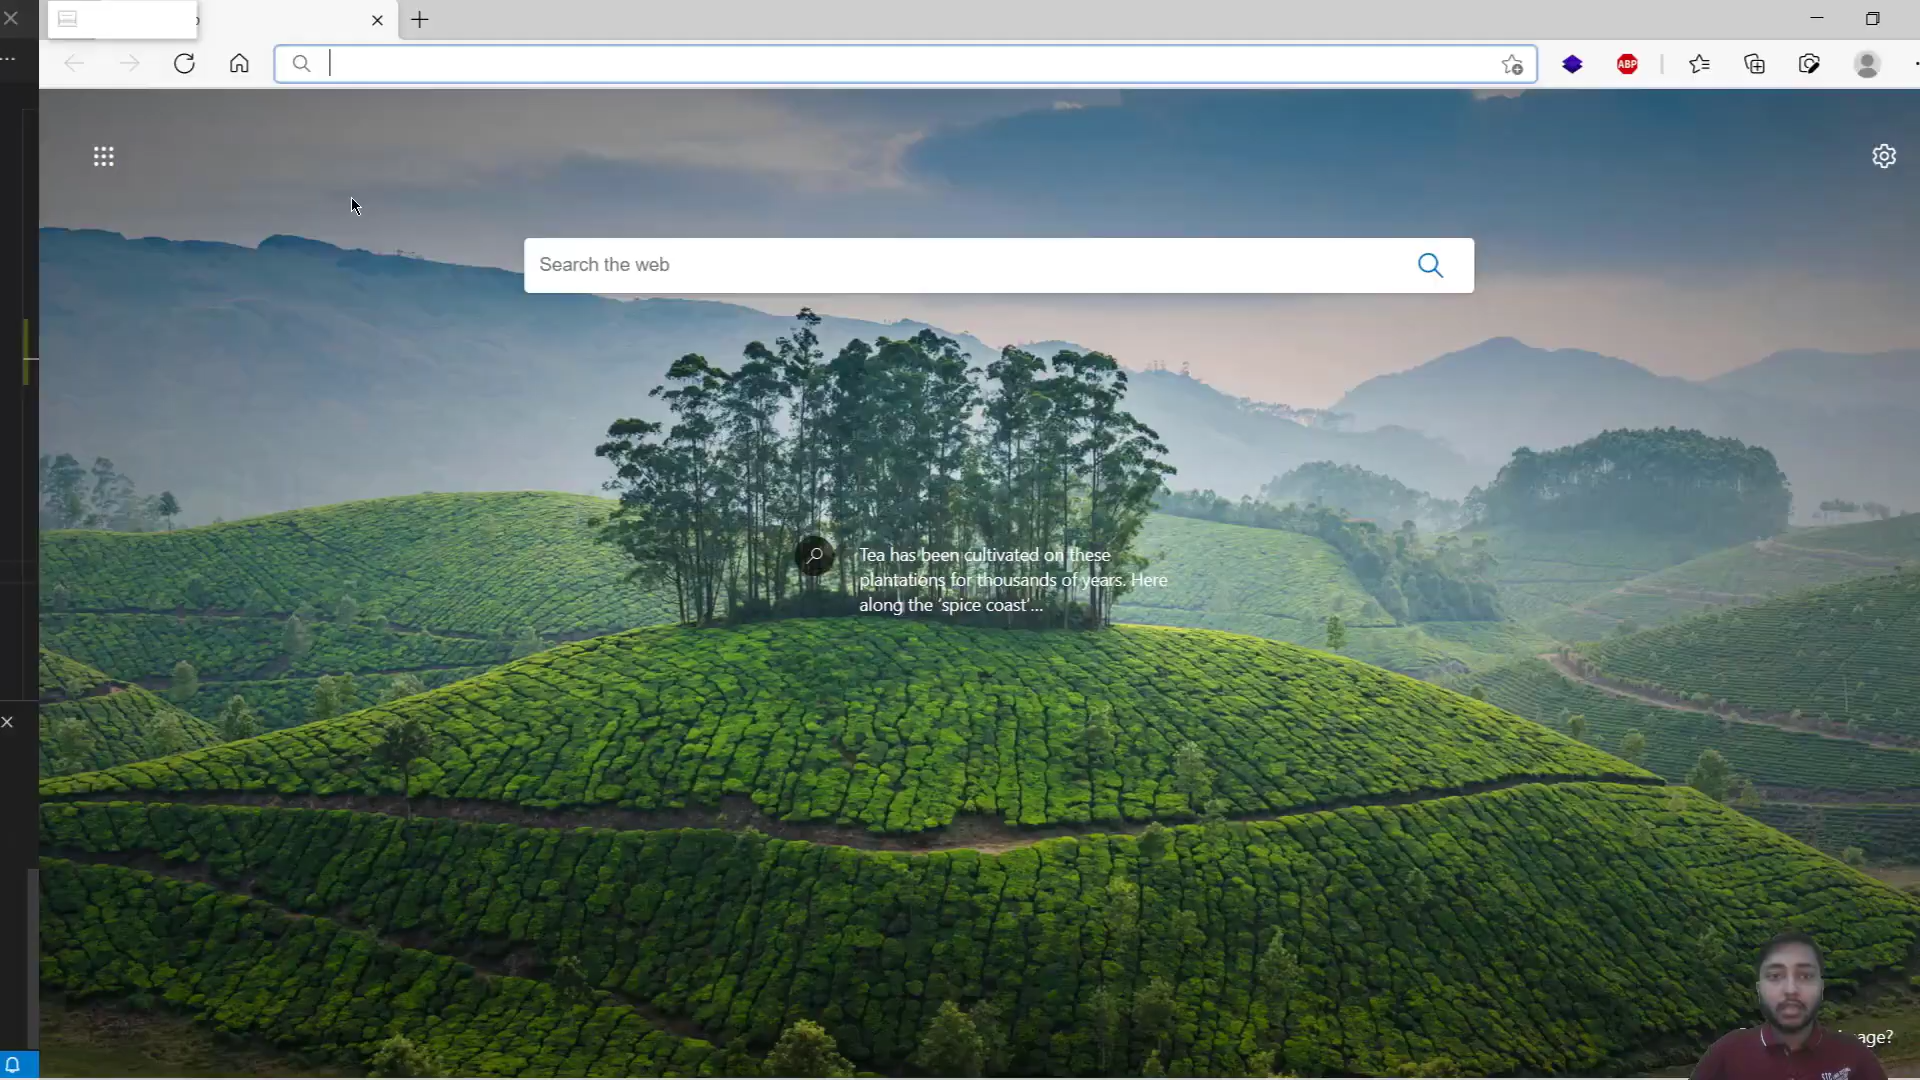 ABP
Search the web
Tea has been cultivated on these
plantations for thousands of years. Here
along the 'spice coast'...
age?